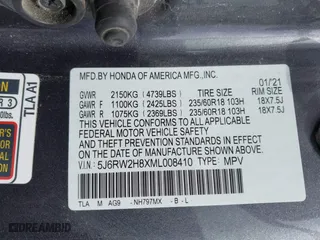 MFD.BY HONDA OF AMERICA MFG.,INC.
GVWR 2150KG (4739LBS) TIRE SIZE 01/'21 RIM SIZE
GAWR F 1100KG (2425LBS) 235/60R18 103H 18X7.5J
GAWR R 1075KG (2369LBS) 235/60R18 103H 18X7.5J
THIS VEHICLE CONFORMS TO ALL APPLICABLE
FEDERAL MOTOR VEHICLE SAFETY
AND THEFT PREVENTION STANDARDS IN EFFECT
ON THE DATE OF MANUFACTURE SHOWN ABOVE.
V.I.N: 5J6RW2H8XML008410 TYPE: MPV
TLA M AG9 - NH797MX - B - L
TLA A1
R 3
©DREAMBID